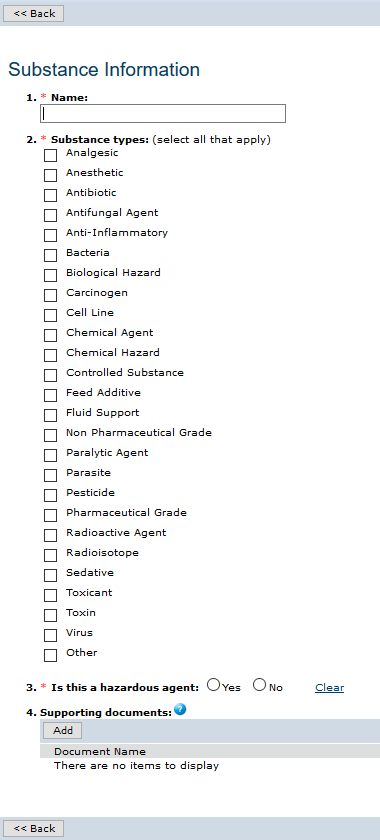 << Back
Substance Information
1. * Name:
2. * Substance types: (select all that apply)
Analgesic
Anesthetic
Antibiotic
Antifungal Agent
Anti-Inflammatory
Bacteria
Biological Hazard
Carcinogen
Cell Line
Chemical Agent
Chemical Hazard
Controlled Substance
Feed Additive
Fluid Support
Non Pharmaceutical Grade
Paralytic Agent
Parasite
Pesticide
Pharmaceutical Grade
Radioactive Agent
Radioisotope
Sedative
Toxicant
Toxin
Virus
Other
3. * Is this a hazardous agent: Yes No Clear
4. Supporting documents: ?
Add
Document Name
There are no items to display
<< Back